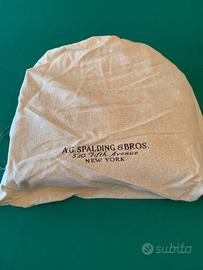 A.G. SPALDING & BROS.
520 Fifth Avenue
NEW YORK
subito